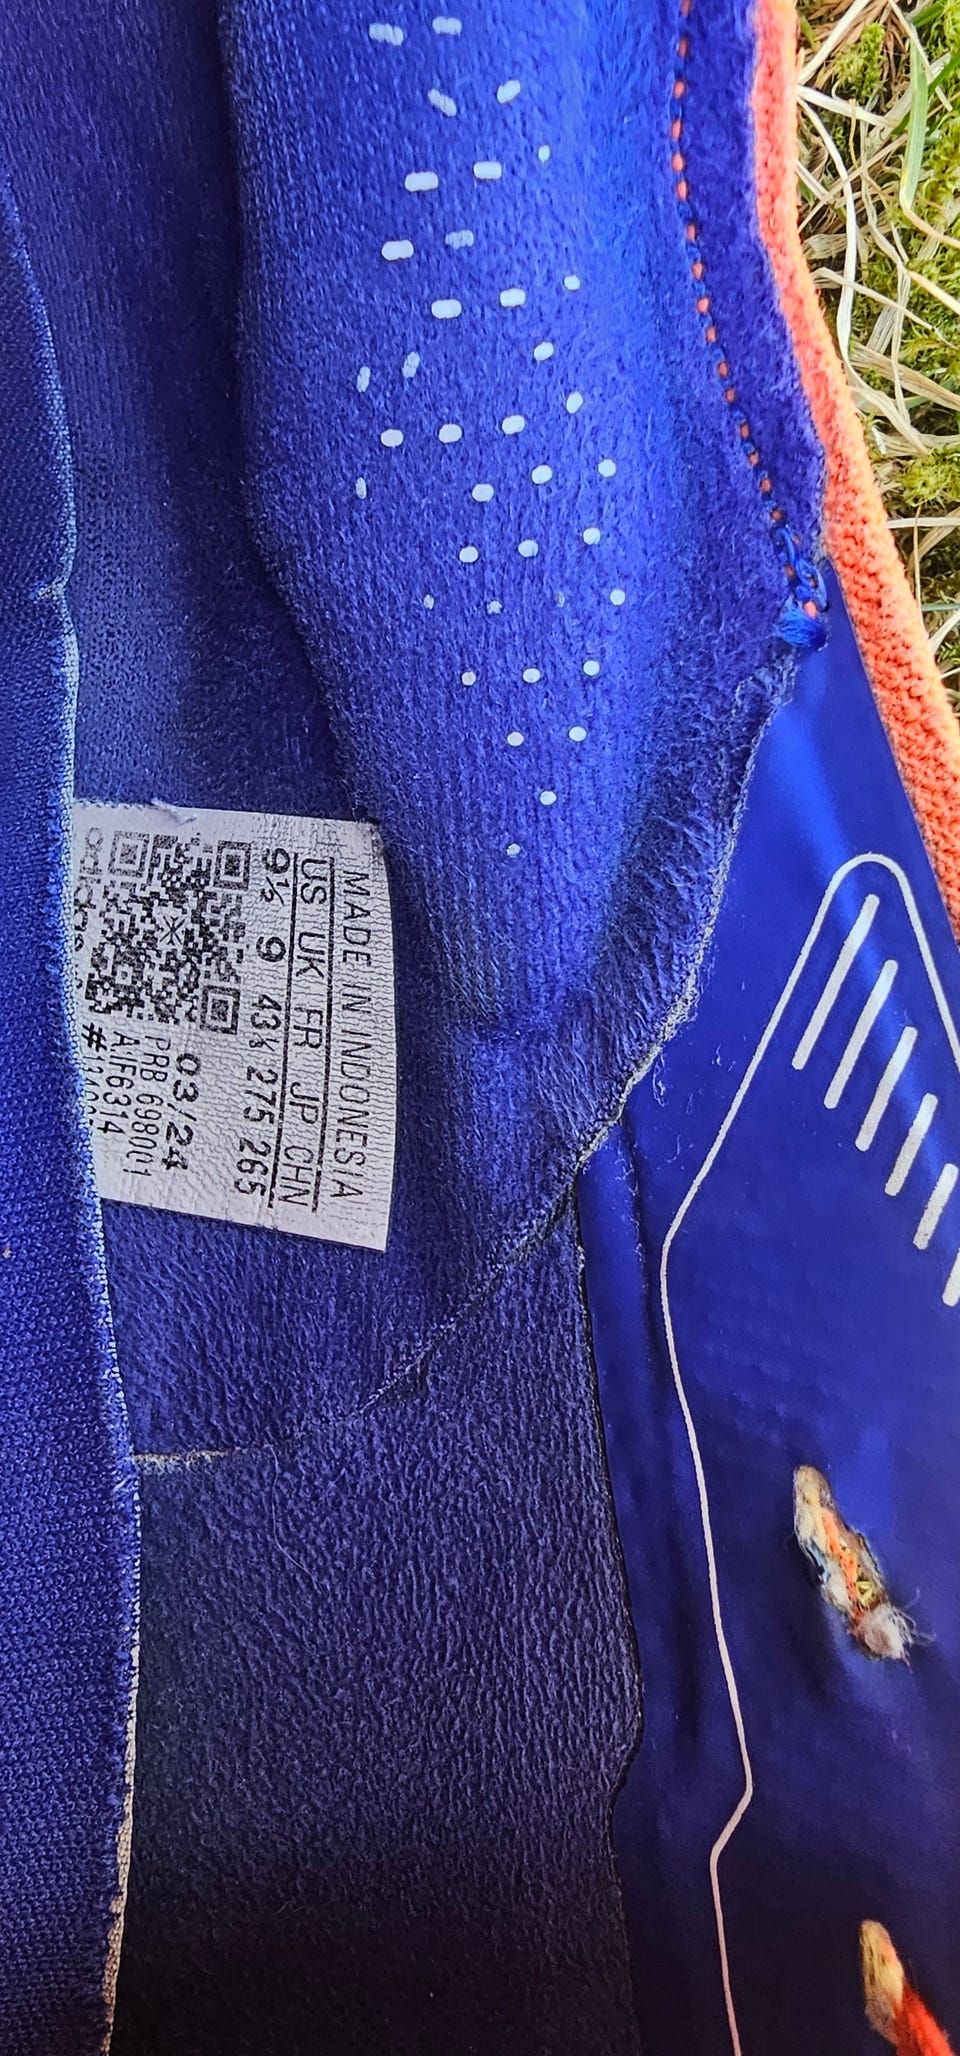 MADE IN INDONESIA
US UK FR JP CHN
9½ 9 43⅓ 275 265
03/24
PRB 698001